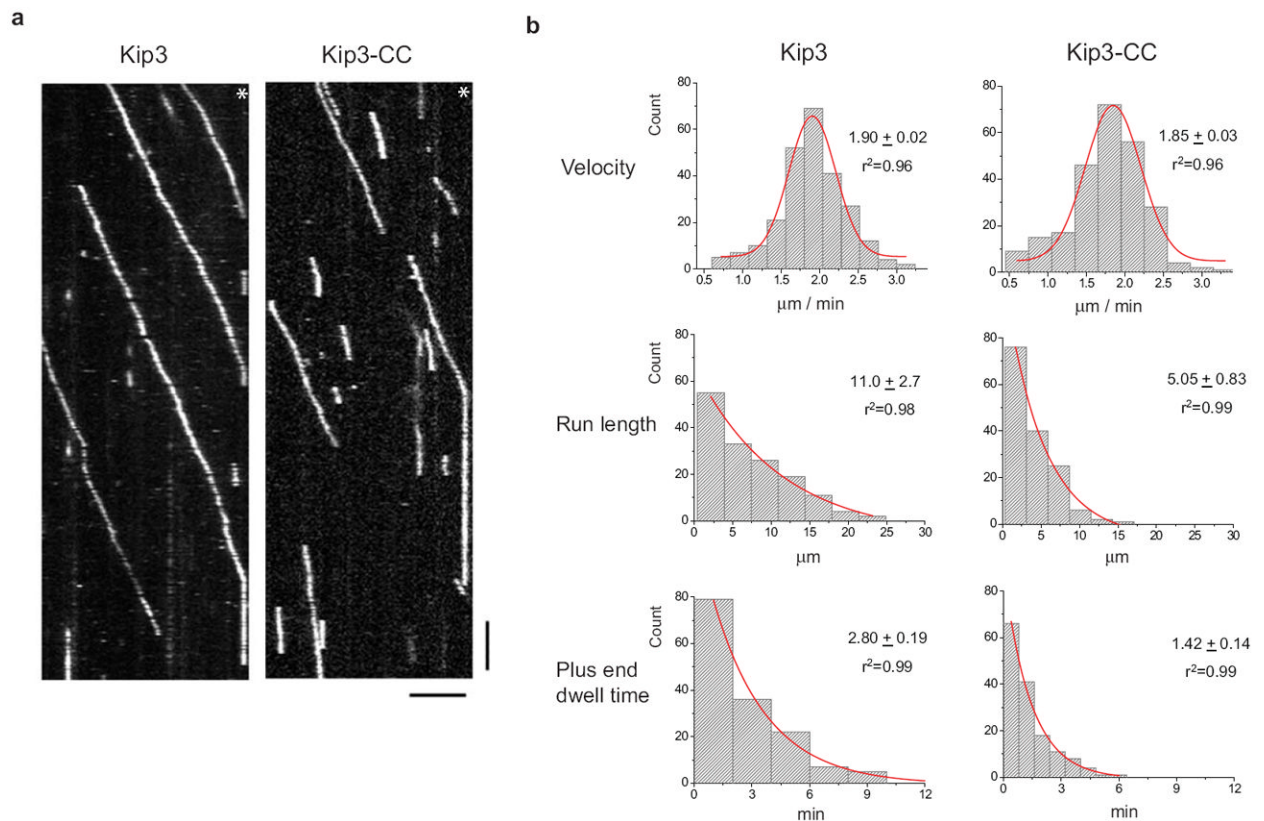 a
Kip3
Kip3-CC
*
*
b
Kip3
Kip3-CC
Velocity
Count
80
60
40
20
0
1.90 ± 0.02
r²=0.96
0.5 1.0 1.5 2.0 2.5 3.0
μm / min
80
60
40
20
0
1.85 ± 0.03
r²=0.96
0.5 1.0 1.5 2.0 2.5 3.0
μm / min
Run length
Count
80
60
40
20
0
11.0 ± 2.7
r²=0.98
0 5 10 15 20 25 30
μm
80
60
40
20
0
5.05 ± 0.83
r²=0.99
0 5 10 15 20 25 30
μm
Plus end
dwell time
Count
80
60
40
20
0
2.80 ± 0.19
r²=0.99
0 3 6 9 12
min
80
60
40
20
0
1.42 ± 0.14
r²=0.99
0 3 6 9 12
min